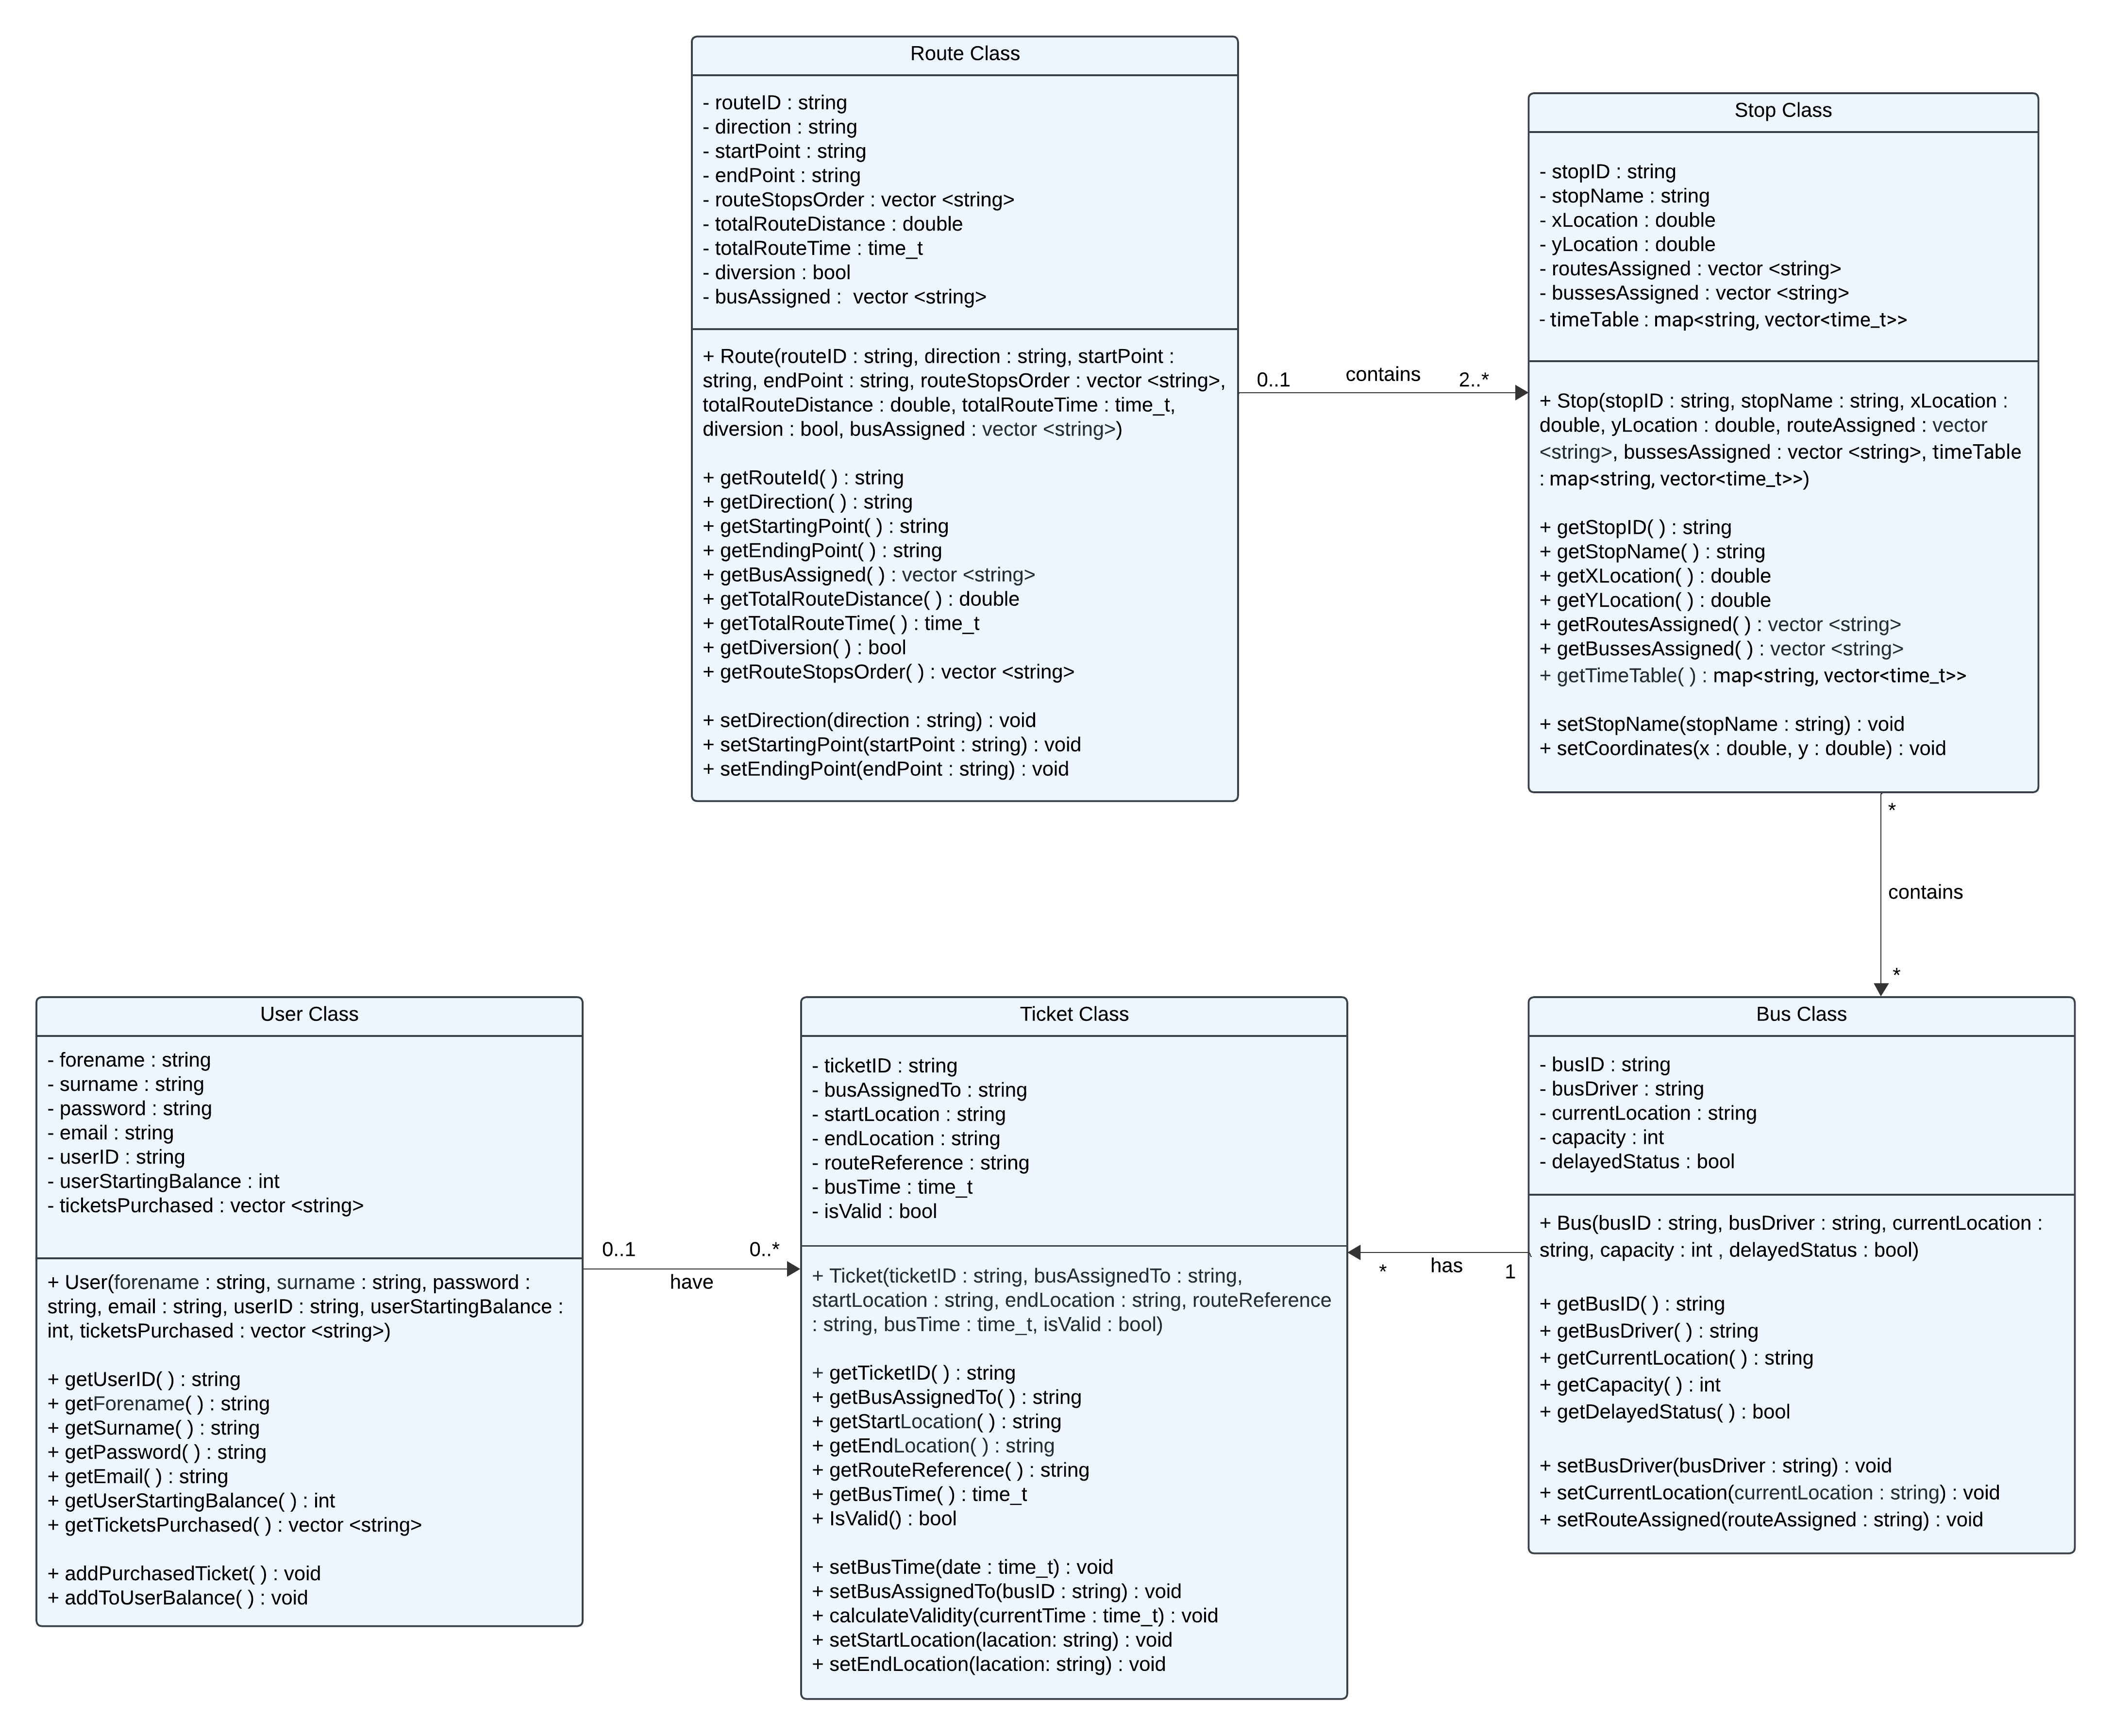 Route Class
- routeID : string
- direction : string
- startPoint : string
- endPoint : string
- routeStopsOrder : vector <string>
- totalRouteDistance : double
- totalRouteTime : time_t
- diversion : bool
- busAssigned :  vector <string>
+ Route(routeID : string, direction : string, startPoint :
string, endPoint : string, routeStopsOrder : vector <string>,
totalRouteDistance : double, totalRouteTime : time_t,
diversion : bool, busAssigned : vector <string>)
+ getRouteId( ) : string
+ getDirection( ) : string
+ getStartingPoint( ) : string
+ getEndingPoint( ) : string
+ getBusAssigned( ) : vector <string>
+ getTotalRouteDistance( ) : double
+ getTotalRouteTime( ) : time_t
+ getDiversion( ) : bool
+ getRouteStopsOrder( ) : vector <string>
+ setDirection(direction : string) : void
+ setStartingPoint(startPoint : string) : void
+ setEndingPoint(endPoint : string) : void
0..1
contains
2..*
Stop Class
- stopID : string
- stopName : string
- xLocation : double
- yLocation : double
- routesAssigned : vector <string>
- bussesAssigned : vector <string>
- timeTable : map<string, vector<time_t>>
+ Stop(stopID : string, stopName : string, xLocation :
double, yLocation : double, routeAssigned : vector
<string>, bussesAssigned : vector <string>, timeTable
: map<string, vector<time_t>>)
+ getStopID( ) : string
+ getStopName( ) : string
+ getXLocation( ) : double
+ getYLocation( ) : double
+ getRoutesAssigned( ) : vector <string>
+ getBussesAssigned( ) : vector <string>
+ getTimeTable( ) : map<string, vector<time_t>>
+ setStopName(stopName : string) : void
+ setCoordinates(x : double, y : double) : void
*
contains
*
User Class
- forename : string
- surname : string
- password : string
- email : string
- userID : string
- userStartingBalance : int
- ticketsPurchased : vector <string>
+ User(forename : string, surname : string, password :
string, email : string, userID : string, userStartingBalance :
int, ticketsPurchased : vector <string>)
+ getUserID( ) : string
+ getForename( ) : string
+ getSurname( ) : string
+ getPassword( ) : string
+ getEmail( ) : string
+ getUserStartingBalance( ) : int
+ getTicketsPurchased( ) : vector <string>
+ addPurchasedTicket( ) : void
+ addToUserBalance( ) : void
0..1
0..*
have
Ticket Class
- ticketID : string
- busAssignedTo : string
- startLocation : string
- endLocation : string
- routeReference : string
- busTime : time_t
- isValid : bool
+ Ticket(ticketID : string, busAssignedTo : string,
startLocation : string, endLocation : string, routeReference
: string, busTime : time_t, isValid : bool)
+ getTicketID( ) : string
+ getBusAssignedTo( ) : string
+ getStartLocation( ) : string
+ getEndLocation( ) : string
+ getRouteReference( ) : string
+ getBusTime( ) : time_t
+ IsValid() : bool
+ setBusTime(date : time_t) : void
+ setBusAssignedTo(busID : string) : void
+ calculateValidity(currentTime : time_t) : void
+ setStartLocation(lacation: string) : void
+ setEndLocation(lacation: string) : void
*
has
1
Bus Class
- busID : string
- busDriver : string
- currentLocation : string
- capacity : int
- delayedStatus : bool
+ Bus(busID : string, busDriver : string, currentLocation :
string, capacity : int , delayedStatus : bool)
+ getBusID( ) : string
+ getBusDriver( ) : string
+ getCurrentLocation( ) : string
+ getCapacity( ) : int
+ getDelayedStatus( ) : bool
+ setBusDriver(busDriver : string) : void
+ setCurrentLocation(currentLocation : string) : void
+ setRouteAssigned(routeAssigned : string) : void